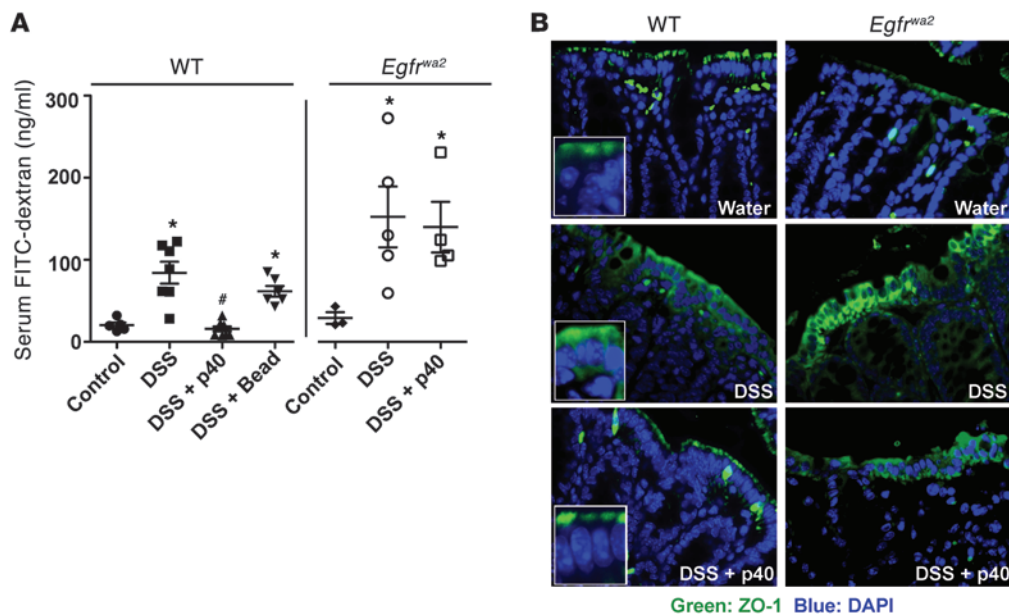 A
WT
Egfrwa2
Serum FITC-dextran (ng/ml)
300
200
100
0
*
#
*
*
*
Control
DSS
DSS + p40
DSS + Bead
Control
DSS
DSS + p40
B
WT
Egfrwa2
Water
Water
DSS
DSS
DSS + p40
DSS + p40
Green: ZO-1 Blue: DAPI